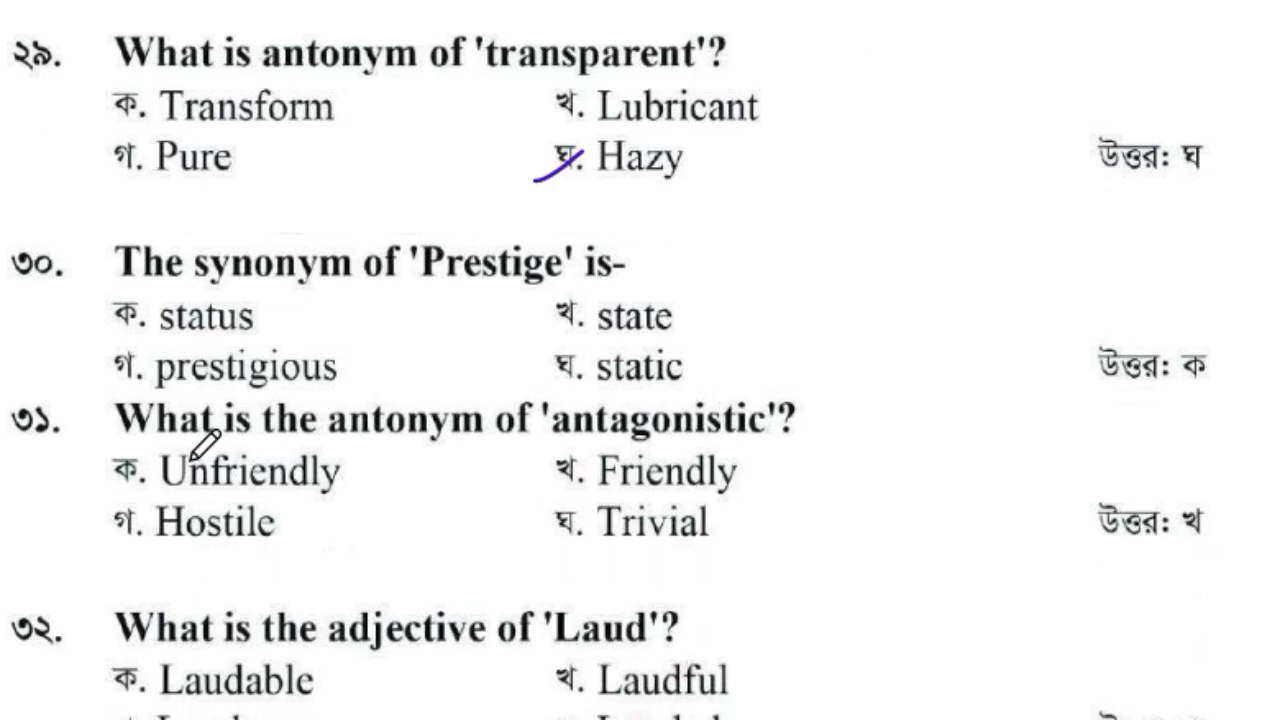 ২৯. What is antonym of 'transparent'?
ক. Transform খ. Lubricant
গ. Pure ঘ. Hazy উত্তর: ঘ
৩০. The synonym of 'Prestige' is-
ক. status খ. state
গ. prestigious ঘ. static উত্তর: ক
৩১. What is the antonym of 'antagonistic'?
ক. Unfriendly খ. Friendly
গ. Hostile ঘ. Trivial উত্তর: খ
৩২. What is the adjective of 'Laud'?
ক. Laudable খ. Laudful